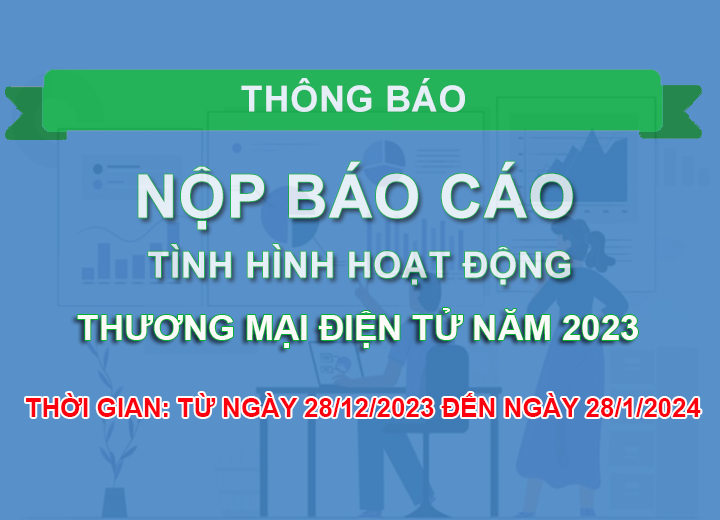 THÔNG BÁO
NỘP BÁO CÁO
TÌNH HÌNH HOẠT ĐỘNG
THƯƠNG MẠI ĐIỆN TỬ NĂM 2023
THỜI GIAN: TỪ NGÀY 28/12/2023 ĐẾN NGÀY 28/1/2024